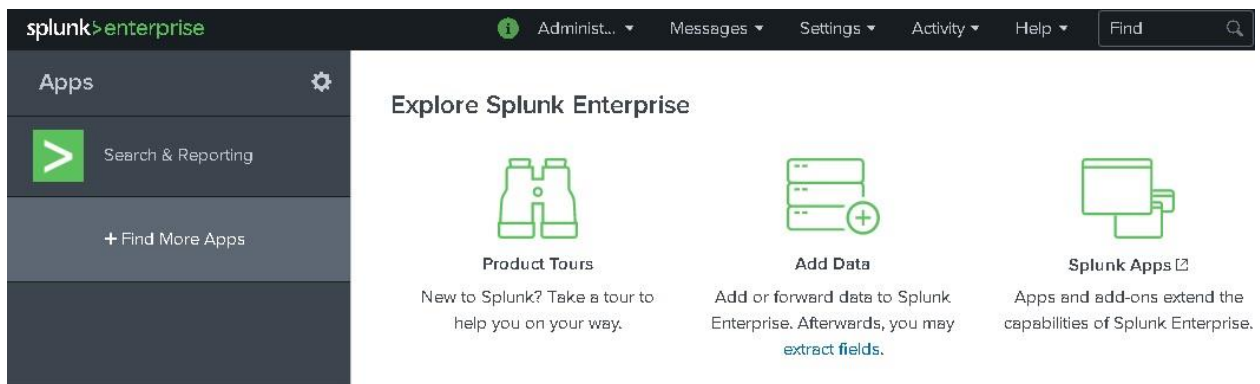 splunk>enterprise
i Administ... Messages Settings Activity Help Find
Apps
Search & Reporting
+ Find More Apps
Explore Splunk Enterprise
Product Tours
New to Splunk? Take a tour to
help you on your way.
Add Data
Add or forward data to Splunk
Enterprise. Afterwards, you may
extract fields.
Splunk Apps
Apps and add-ons extend the
capabilities of Splunk Enterprise.